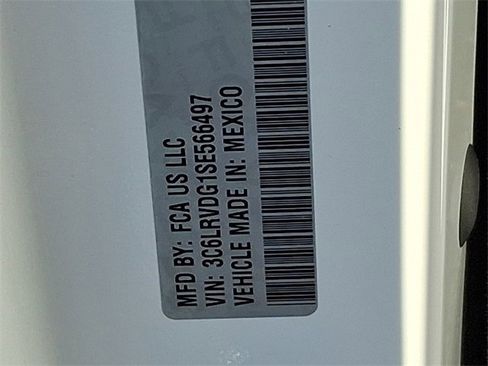 MFD BY: FCA US LLC
VIN: 3C6LRVDG1SE566497
VEHICLE MADE IN: MEXICO